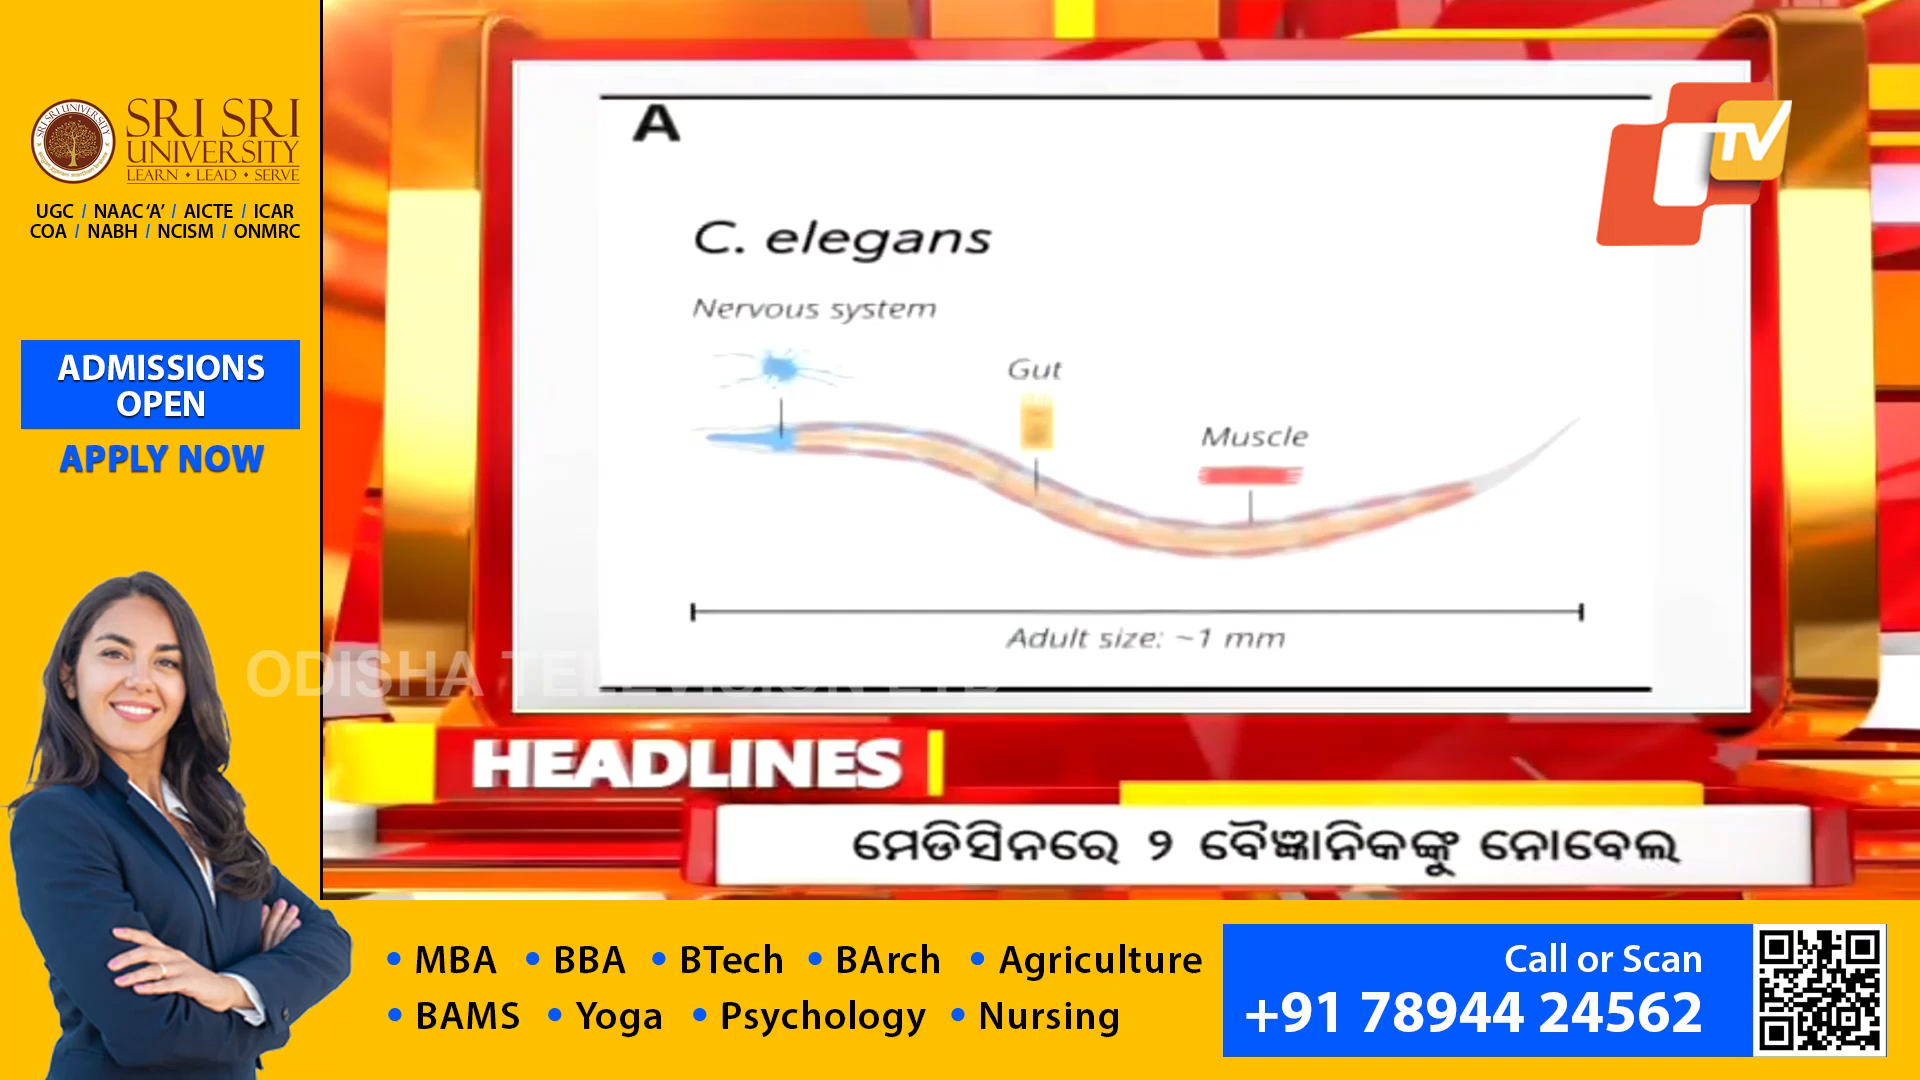 SRI SRI
UNIVERSITY
LEARN • LEAD • SERVE
UGC / NAAC 'A' / AICTE / ICAR
COA / NABH / NCISM / ONMRC
ADMISSIONS
OPEN
APPLY NOW
A
C. elegans
Nervous system
Gut
Muscle
Adult size: ~1 mm
TV
ODISHA TELEVISION LTD
HEADLINES
ମେଡିସିନରେ ୨ ବୈଜ୍ଞାନିକଙ୍କୁ ନୋବେଲ
• MBA • BBA • BTech • BArch • Agriculture
• BAMS • Yoga • Psychology • Nursing
Call or Scan
+91 78944 24562